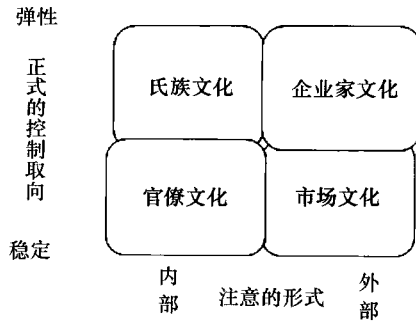 弹性
正式的控制取向
氏族文化 企业家文化
官僚文化 市场文化
稳定
内部 注意的形式 外部